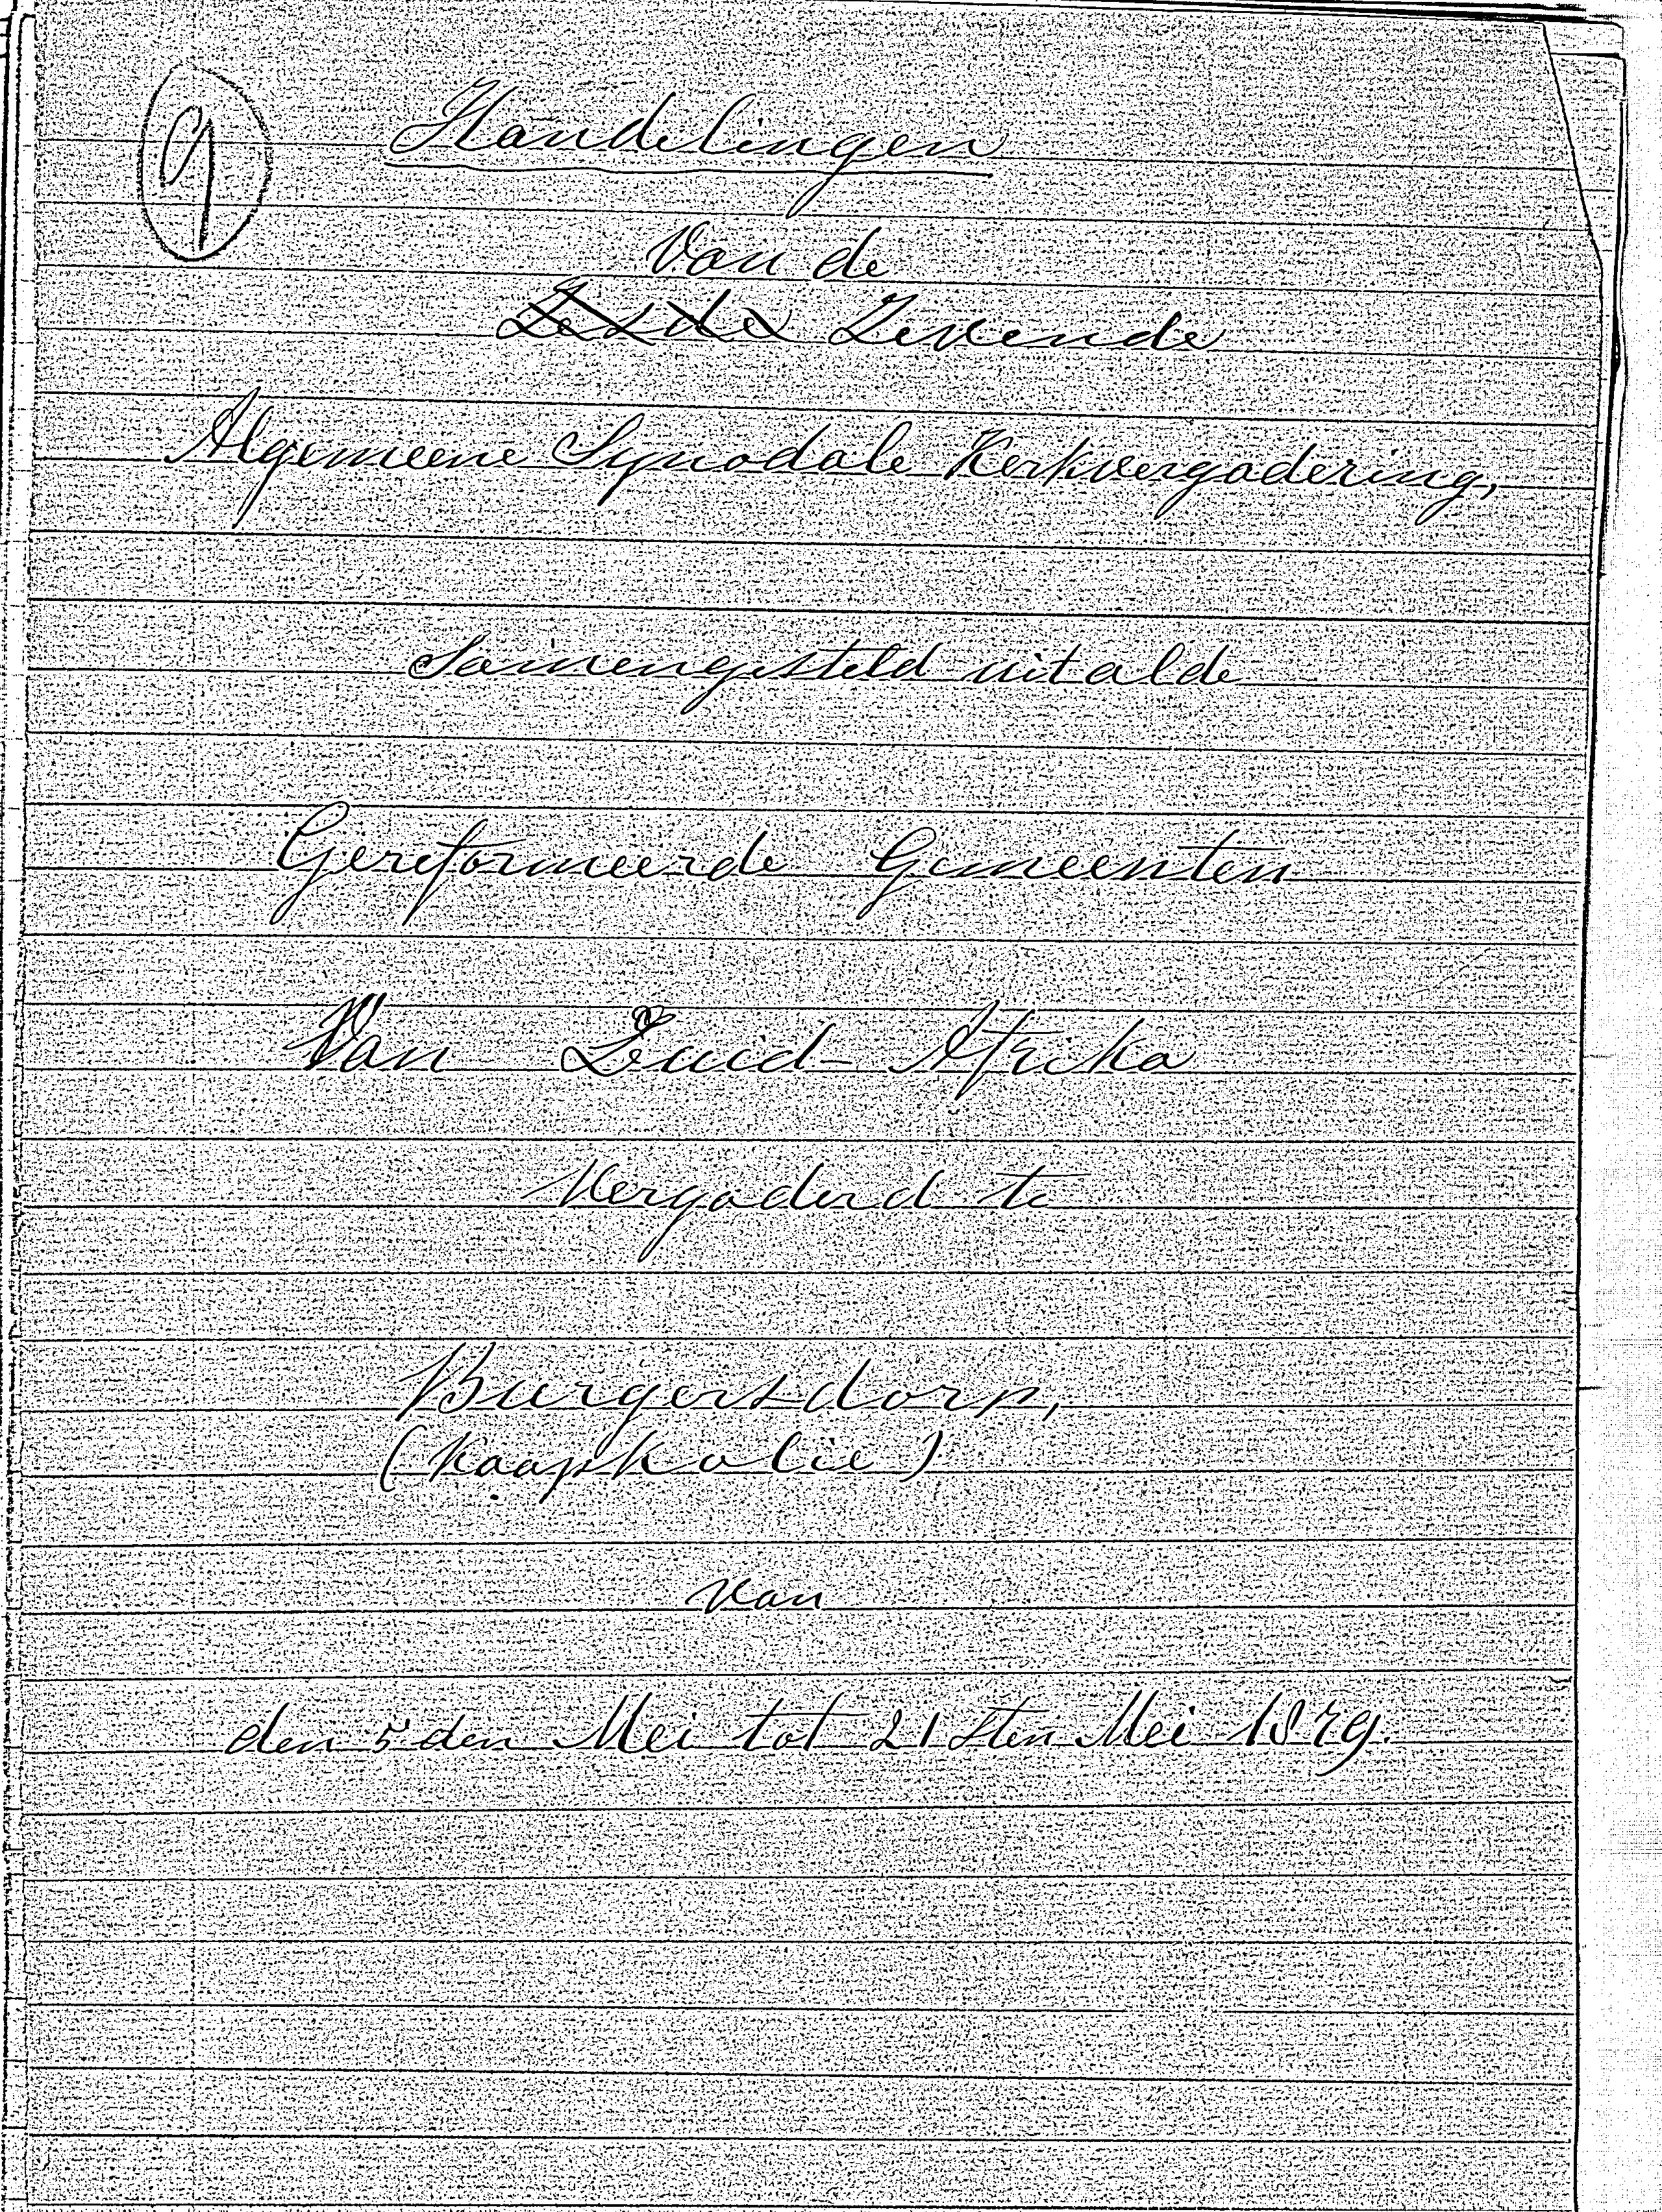 9
Handelingen
Van de
Zesde Zevende
Algemeene Synodale Kerkvergadering,
Samengesteld uit al de
Gereformeerde Gemeenten
Van Zuid-Afrika
Vergaderd te
Burgersdorp,
(Kaapkolie)
van
den 5den Mei tot 21sten Mei 1879.